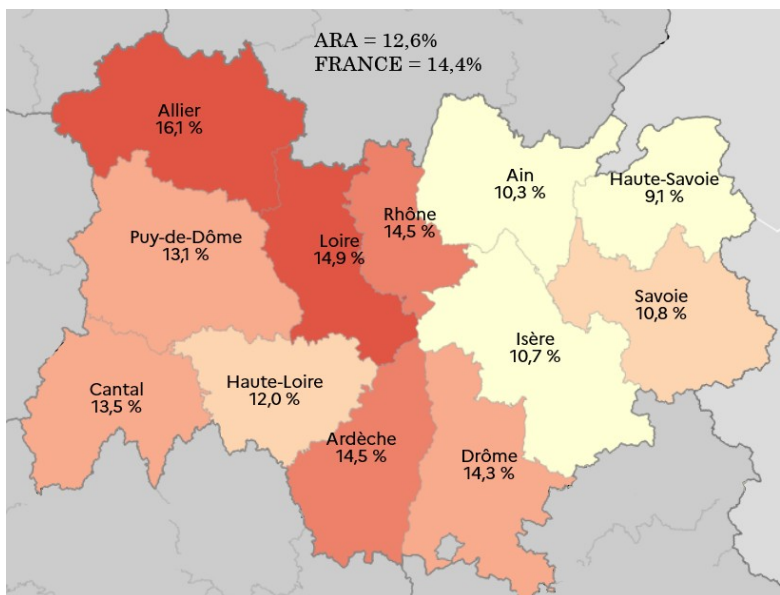 ARA = 12,6%
FRANCE = 14,4%
Allier
16,1 %
Ain
10,3 %
Haute-Savoie
9,1 %
Rhône
14,5 %
Puy-de-Dôme
13,1 %
Loire
14,9 %
Savoie
10,8 %
Isère
10,7 %
Haute-Loire
12,0 %
Cantal
13,5 %
Ardèche
14,5 %
Drôme
14,3 %